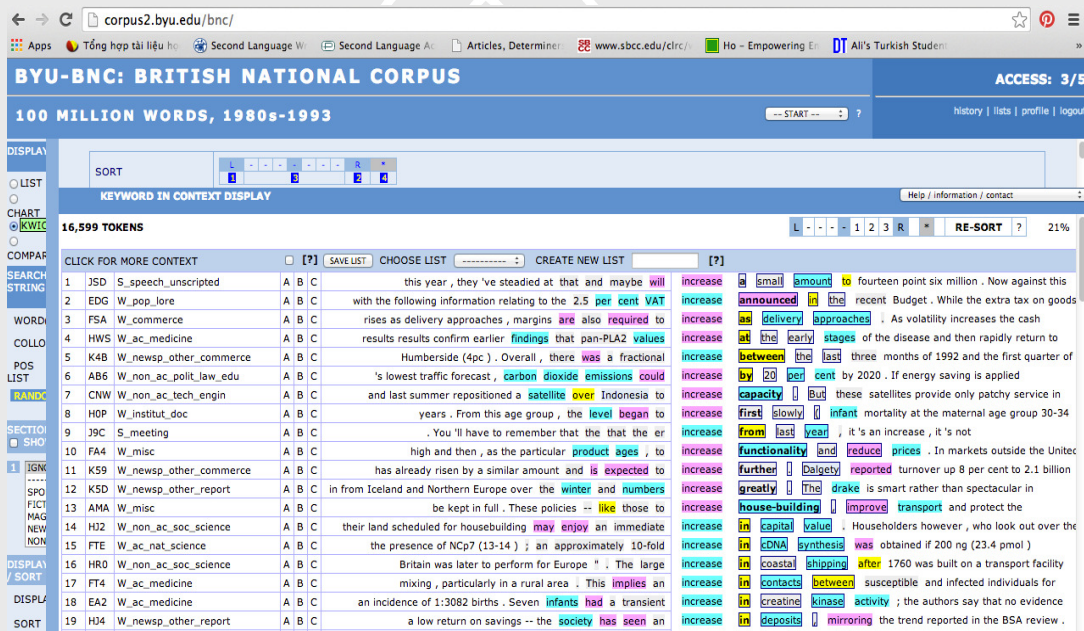 corpus2.byu.edu/bnc/
Apps Tổng hợp tài liệu họ Second Language W Second Language Ac Articles, Determiner www.sbcc.edu/clrc/ Ho – Empowering En DT Ali's Turkish Student »
BYU-BNC: BRITISH NATIONAL CORPUS
ACCESS: 3/5
100 MILLION WORDS, 1980s-1993
-- START -- ?
history | lists | profile | logout
DISPLAY
SORT
L - - - - - - - R *
1 3 2 4
LIST
CHART
KWIC
COMPAR
KEYWORD IN CONTEXT DISPLAY
Help / information / contact
16,599 TOKENS
L - - - - 1 2 3 R * RE-SORT ? 21%
CLICK FOR MORE CONTEXT [?] SAVE LIST CHOOSE LIST ---------- CREATE NEW LIST [?]
SEARCH
STRING
WORD
COLLO
POS
LIST
RANDO
SECTIO
SHO
1 IGNO
------
SPO
FICT
MAG
NEW
NON
DISPLAY
/ SORT
DISPLA
SORT
1 JSD S_speech_unscripted A B C this year , they 've steadied at that and maybe will increase a small amount to fourteen point six million . Now against this
2 EDG W_pop_lore A B C with the following information relating to the 2.5 per cent VAT increase announced in the recent Budget . While the extra tax on goods
3 FSA W_commerce A B C rises as delivery approaches , margins are also required to increase as delivery approaches . As volatility increases the cash
4 HWS W_ac_medicine A B C results results confirm earlier findings that pan-PLA2 values increase at the early stages of the disease and then rapidly return to
5 K4B W_newsp_other_commerce A B C Humberside (4pc ) . Overall , there was a fractional increase between the last three months of 1992 and the first quarter of
6 AB6 W_non_ac_polit_law_edu A B C 's lowest traffic forecast , carbon dioxide emissions could increase by 20 per cent by 2020 . If energy saving is applied
7 CNW W_non_ac_tech_engin A B C and last summer repositioned a satellite over Indonesia to increase capacity . But these satellites provide only patchy service in
8 H0P W_institut_doc A B C years . From this age group , the level began to increase first slowly ( infant mortality at the maternal age group 30-34
9 J9C S_meeting A B C . You 'll have to remember that the that the er increase from last year , it 's an increase , it 's not
10 FA4 W_misc A B C high and then , as the particular product ages , to increase functionality and reduce prices . In markets outside the United
11 K59 W_newsp_other_commerce A B C has already risen by a similar amount and is expected to increase further . Dalgety reported turnover up 8 per cent to 2.1 billion
12 K5D W_newsp_other_report A B C in from Iceland and Northern Europe over the winter and numbers increase greatly . The drake is smart rather than spectacular in
13 AMA W_misc A B C be kept in full . These policies -- like those to increase house-building , improve transport and protect the
14 HJ2 W_non_ac_soc_science A B C their land scheduled for housebuilding may enjoy an immediate increase in capital value . Householders however , who look out over the
15 FTE W_ac_nat_science A B C the presence of NCp7 (13-14 ) ; an approximately 10-fold increase in cDNA synthesis was obtained if 200 ng (23.4 pmol )
16 HR0 W_non_ac_soc_science A B C Britain was later to perform for Europe " . The large increase in coastal shipping after 1760 was built on a transport facility
17 FT4 W_ac_medicine A B C mixing , particularly in a rural area . This implies an increase in contacts between susceptible and infected individuals for
18 EA2 W_ac_medicine A B C an incidence of 1:3082 births . Seven infants had a transient increase in creatine kinase activity ; the authors say that no evidence
19 HJ4 W_newsp_other_report A B C a low return on savings -- the society has seen an increase in deposits , mirroring the trend reported in the BSA review .